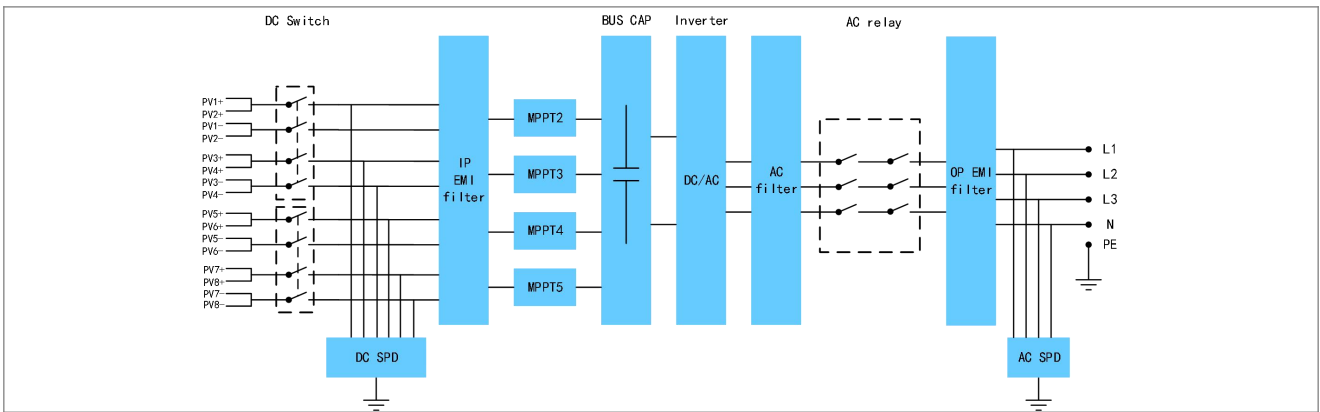 DC Switch
BUS CAP
Inverter
AC relay
PV1+
PV2+
PV1-
PV2-
PV3+
PV4+
PV3-
PV4-
PV5+
PV6+
PV5-
PV6-
PV7+
PV8+
PV7-
PV8-
DC SPD
IP
EMI
filter
MPPT2
MPPT3
MPPT4
MPPT5
DC/AC
AC
filter
OP EMI
filter
L1
L2
L3
N
PE
AC SPD